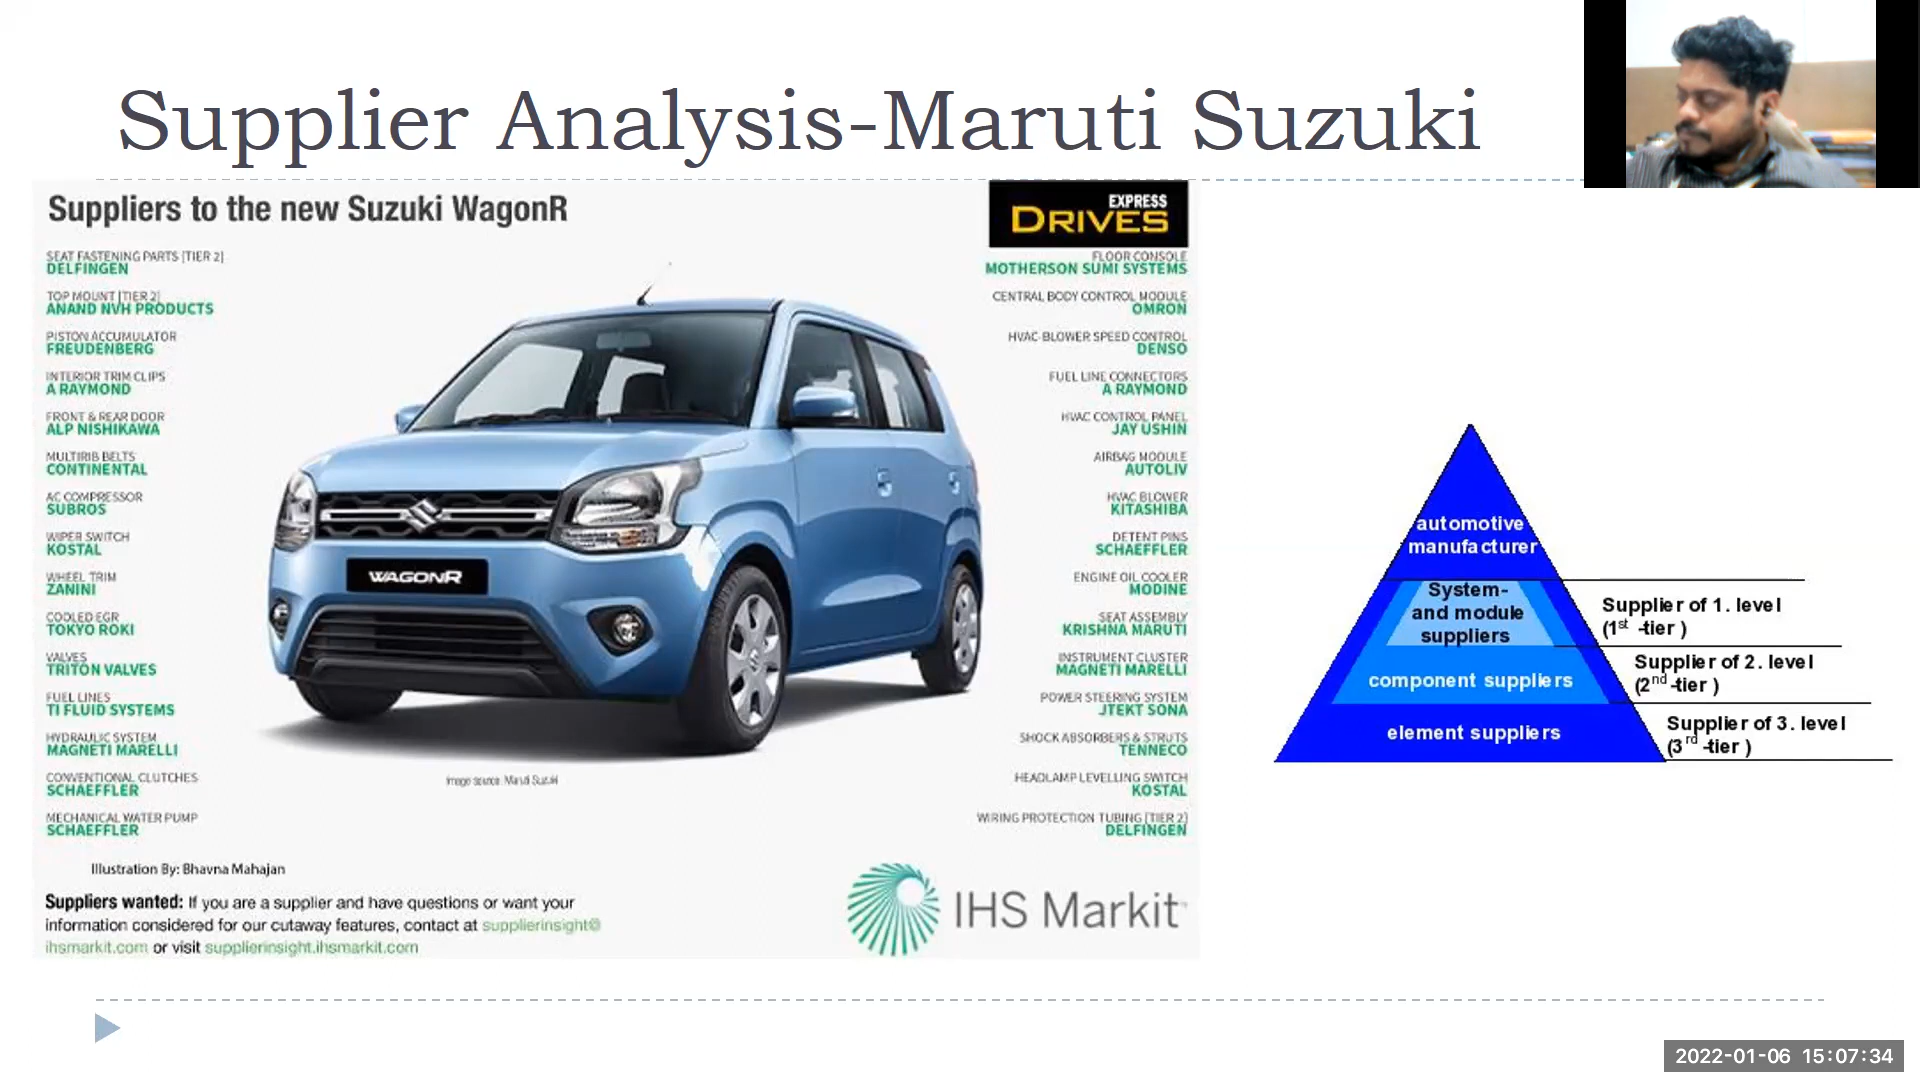 Supplier Analysis-Maruti Suzuki
Suppliers to the new Suzuki WagonR
EXPRESS
DRIVES
SEAT FASTENING PARTS [TIER 2]
DELFINGEN
TOP MOUNT [TIER 2]
ANAND NVH PRODUCTS
PISTON ACCUMULATOR
FREUDENBERG
INTERIOR TRIM CLIPS
A RAYMOND
FRONT & REAR DOOR
ALP NISHIKAWA
MULTIRIB BELTS
CONTINENTAL
AC COMPRESSOR
SUBROS
WIPER SWITCH
KOSTAL
WHEEL TRIM
ZANINI
COOLED EGR
TOKYO ROKI
VALVES
TRITON VALVES
FUEL LINES
TI FLUID SYSTEMS
HYDRAULIC SYSTEM
MAGNETI MARELLI
CONVENTIONAL CLUTCHES
SCHAEFFLER
MECHANICAL WATER PUMP
SCHAEFFLER
WAGONR
Image source: Maruti Suzuki
FLOOR CONSOLE
MOTHERSON SUMI SYSTEMS
CENTRAL BODY CONTROL MODULE
OMRON
HVAC BLOWER SPEED CONTROL
DENSO
FUEL LINE CONNECTORS
A RAYMOND
HVAC CONTROL PANEL
JAY USHIN
AIRBAG MODULE
AUTOLIV
HVAC BLOWER
KITASHIBA
DETENT PINS
SCHAEFFLER
ENGINE OIL COOLER
MODINE
SEAT ASSEMBLY
KRISHNA MARUTI
INSTRUMENT CLUSTER
MAGNETI MARELLI
POWER STEERING SYSTEM
JTEKT SONA
SHOCK ABSORBERS & STRUTS
TENNECO
HEADLAMP LEVELLING SWITCH
KOSTAL
WIRING PROTECTION TUBING [TIER 2]
DELFINGEN
Illustration By: Bhavna Mahajan
Suppliers wanted: If you are a supplier and have questions or want your
information considered for our cutaway features, contact at supplierinsight@
ihsmarkit.com or visit supplierinsight.ihsmarkit.com
IHS Markit
automotive
manufacturer
System-
and module
suppliers
component suppliers
element suppliers
Supplier of 1. level
(1st -tier )
Supplier of 2. level
(2nd -tier )
Supplier of 3. level
(3rd -tier )
2022-01-06 15:07:34